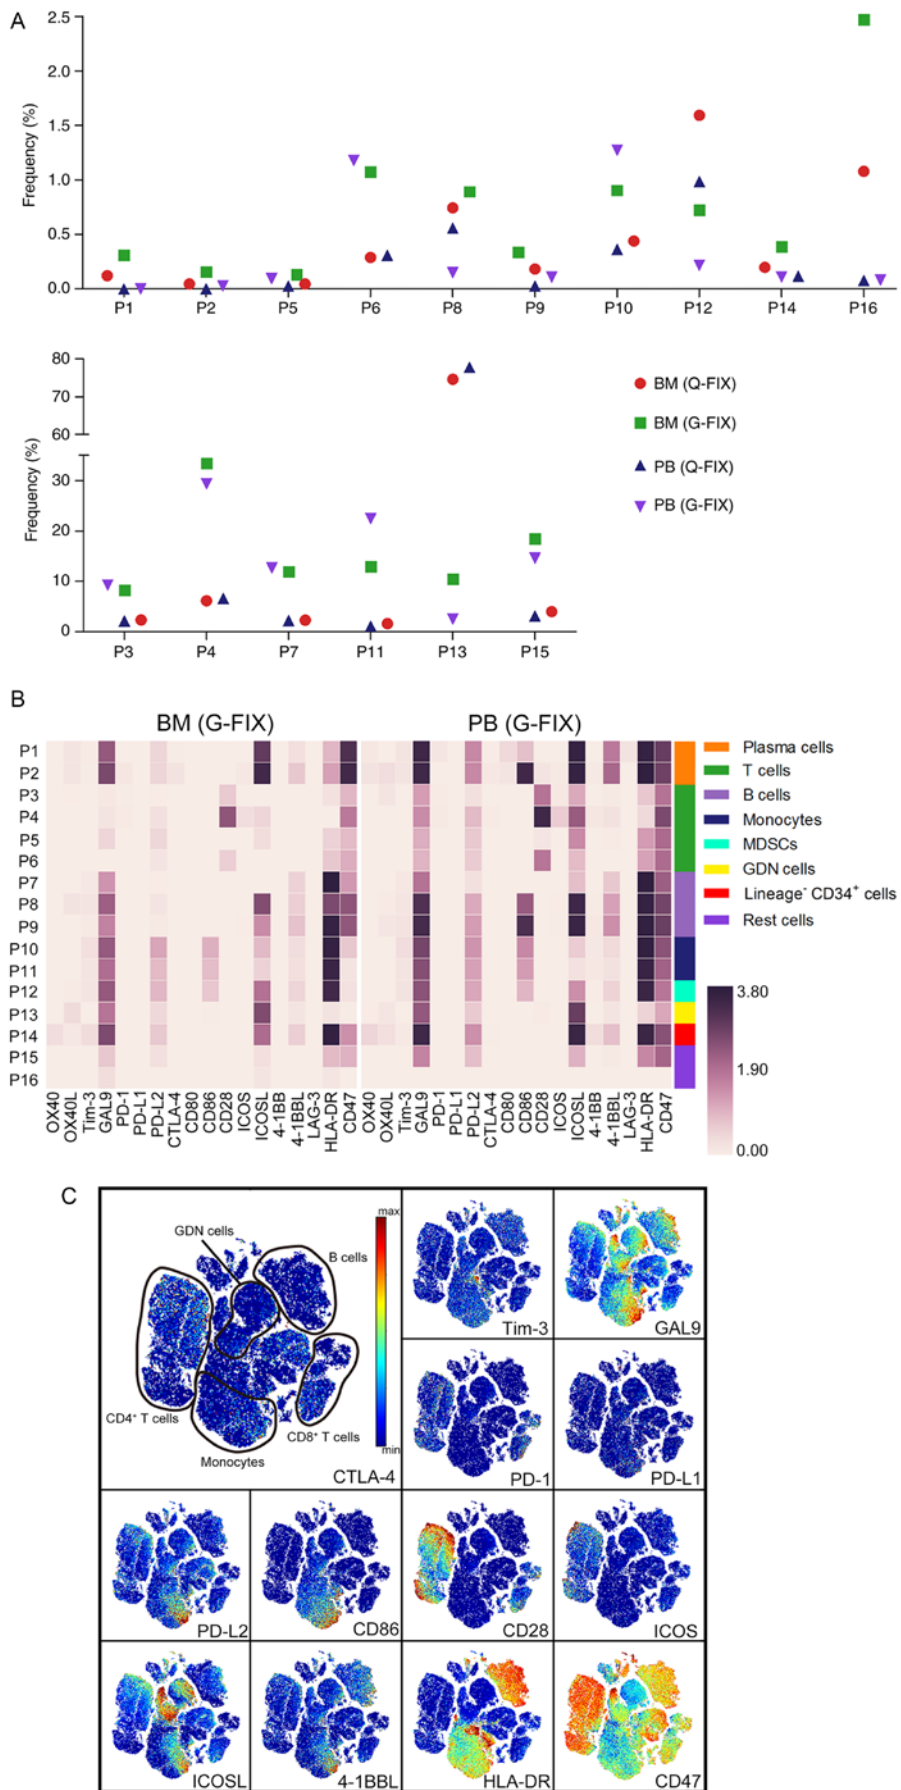 A
Frequency (%)
2.5
2.0
1.5
1.0
0.5
0.0
P1 P2 P5 P6 P8 P9 P10 P12 P14 P16
Frequency (%)
80
70
60
30
20
10
0
P3 P4 P7 P11 P13 P15
BM (Q-FIX)
BM (G-FIX)
PB (Q-FIX)
PB (G-FIX)
B
BM (G-FIX) PB (G-FIX)
P1
P2
P3
P4
P5
P6
P7
P8
P9
P10
P11
P12
P13
P14
P15
P16
Plasma cells
T cells
B cells
Monocytes
MDSCs
GDN cells
Lineage⁻ CD34⁺ cells
Rest cells
3.80
1.90
0.00
OX40 OX40L Tim-3 GAL9 PD-1 PD-L1 PD-L2 CTLA-4 CD80 CD86 CD28 ICOS ICOSL 4-1BB 4-1BBL LAG-3 HLA-DR CD47 OX40 OX40L Tim-3 GAL9 PD-1 PD-L1 PD-L2 CTLA-4 CD80 CD86 CD28 ICOS ICOSL 4-1BB 4-1BBL LAG-3 HLA-DR CD47
C
GDN cells
B cells
CD4⁺ T cells
Monocytes
CD8⁺ T cells
max
min
CTLA-4
Tim-3 GAL9
PD-1 PD-L1
PD-L2 CD86 CD28 ICOS
ICOSL 4-1BBL HLA-DR CD47